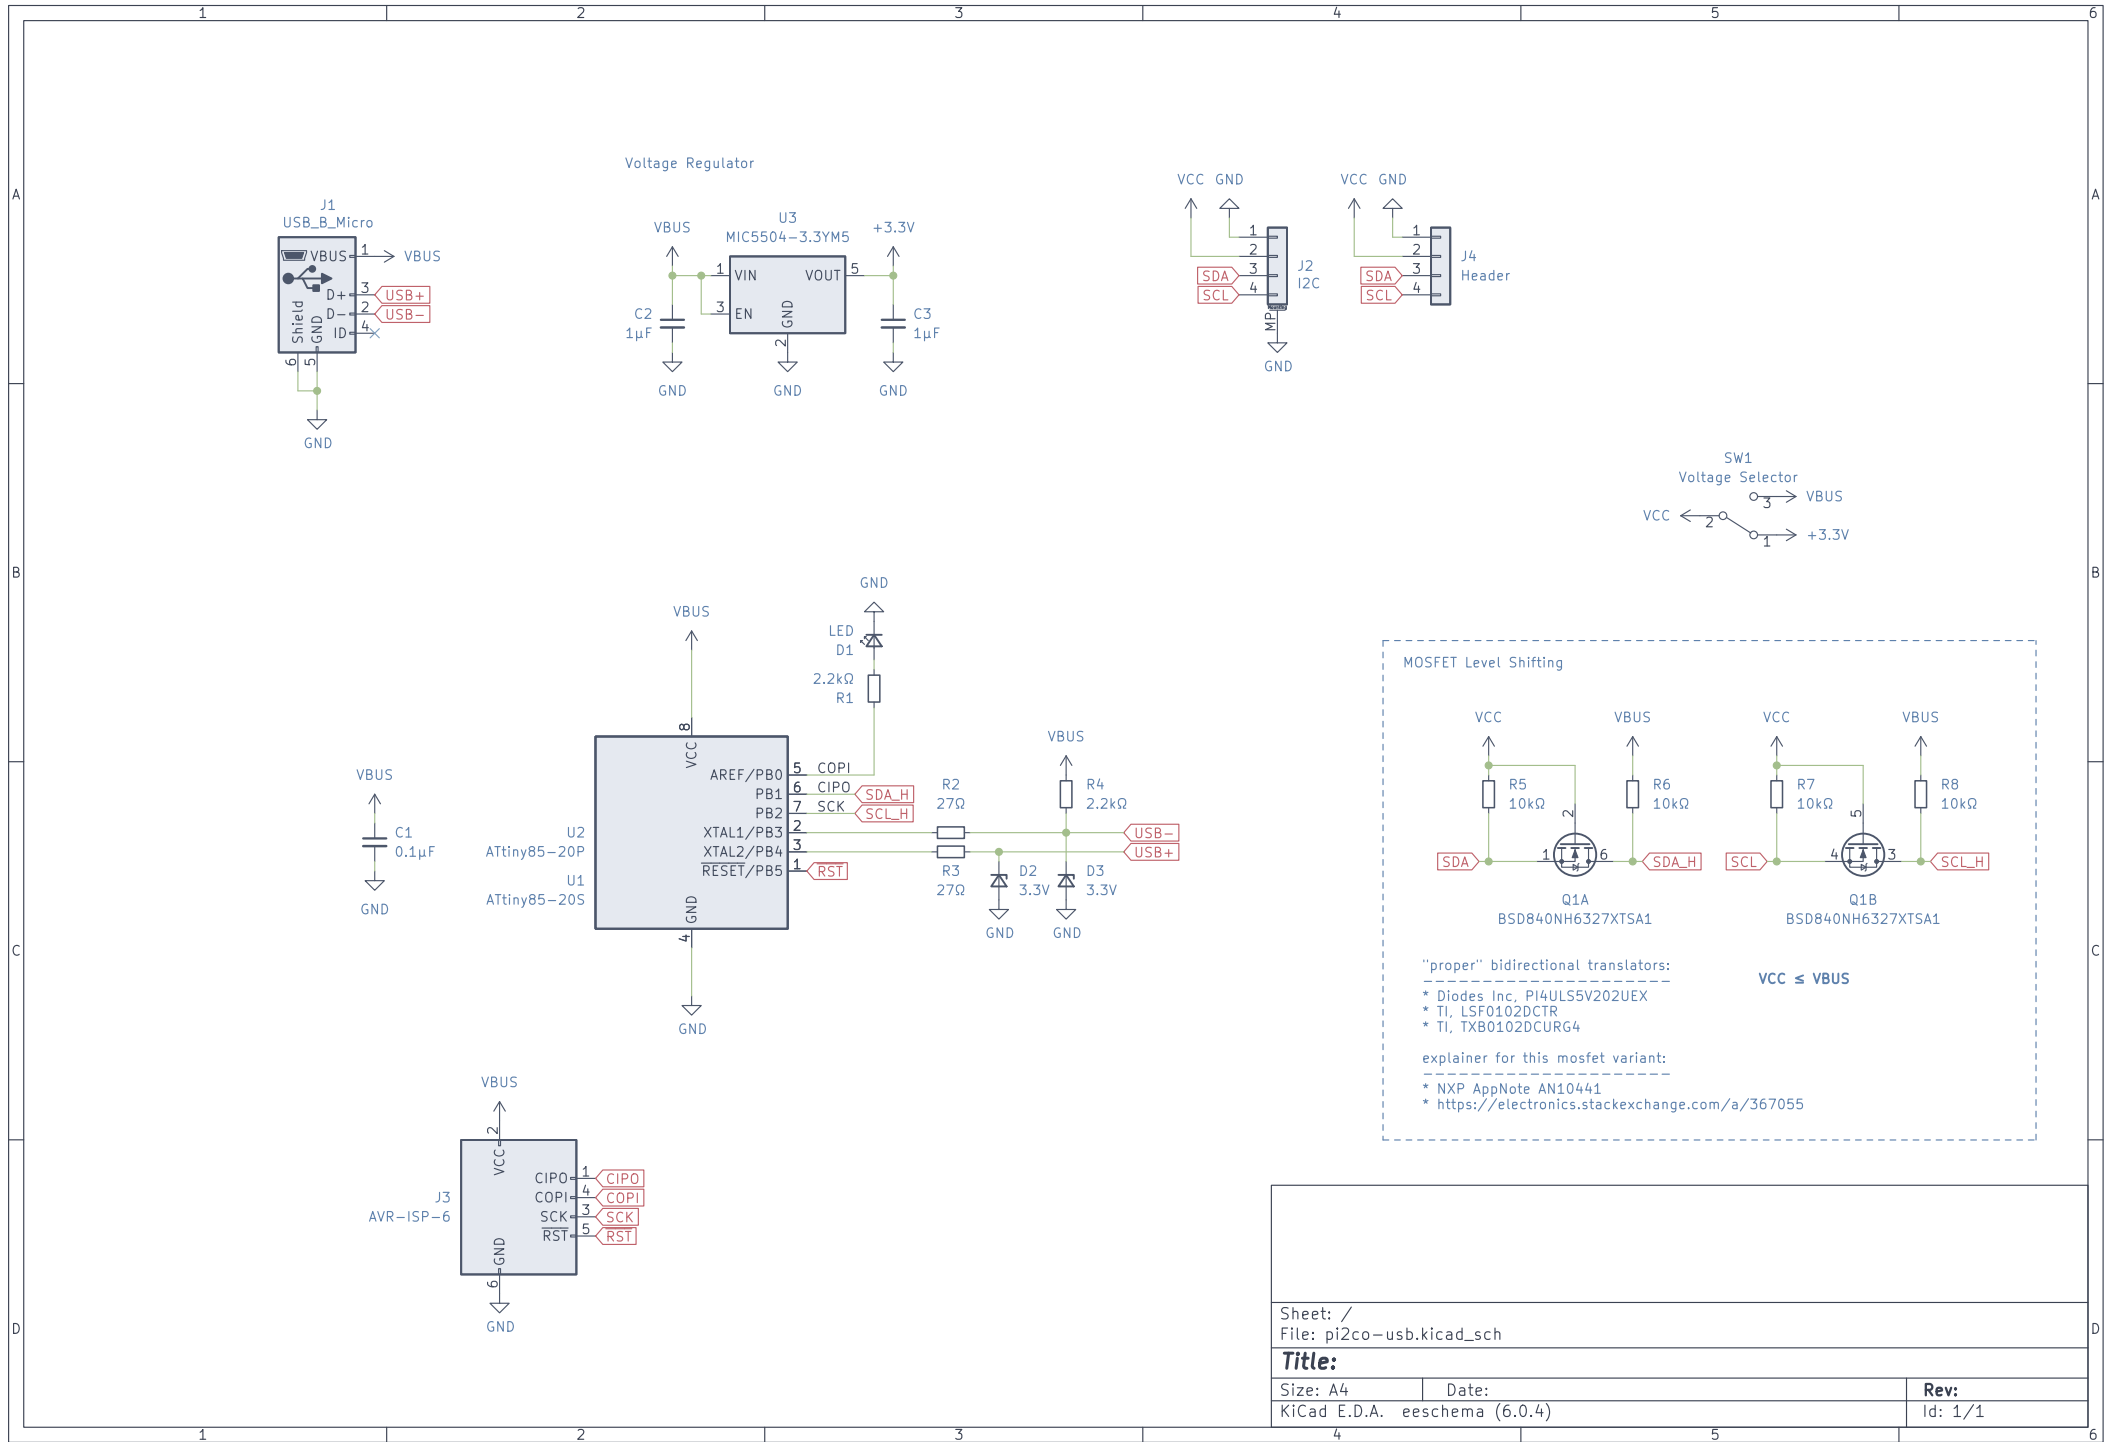 1 2 3 4 5 6
A
B
C
D
A
B
C
D
1 2 3 4 5 6
J1
USB_B_Micro
VBUS 1 VBUS
D+ 3 USB+
D- 2 USB-
ID 4
Shield
GND
6 5
GND
Voltage Regulator
VBUS
U3
MIC5504-3.3YM5
+3.3V
1 VIN VOUT 5
3 EN
GND
2
C2
1µF
C3
1µF
GND
GND
GND
VCC GND
1
2
SDA 3
SCL 4
J2
I2C
MP
GND
VCC GND
1
2
SDA 3
SCL 4
J4
Header
SW1
Voltage Selector
3 VBUS
VCC 2
1 +3.3V
GND
LED
D1
2.2kΩ
R1
VBUS
8
VCC
AREF/PB0 5 COPI
PB1 6 CIPO SDA_H
PB2 7 SCK SCL_H
XTAL1/PB3 2
XTAL2/PB4 3
RESET/PB5 1 RST
GND
4
GND
U2
ATtiny85-20P
U1
ATtiny85-20S
VBUS
C1
0.1µF
GND
R2
27Ω
R3
27Ω
VBUS
R4
2.2kΩ
USB-
USB+
D2
3.3V
D3
3.3V
GND
GND
MOSFET Level Shifting
VCC
VBUS
VCC
VBUS
R5
10kΩ
R6
10kΩ
R7
10kΩ
R8
10kΩ
2
5
SDA 1 6 SDA_H
SCL 4 3 SCL_H
Q1A
BSD840NH6327XTSA1
Q1B
BSD840NH6327XTSA1
"proper" bidirectional translators:
--------------------------------
* Diodes Inc, PI4ULS5V202UEX
* TI, LSF0102DCTR
* TI, TXB0102DCURG4
VCC ≤ VBUS
explainer for this mosfet variant:
--------------------------------
* NXP AppNote AN10441
* https://electronics.stackexchange.com/a/367055
VBUS
2
VCC
CIPO 1 CIPO
COPI 4 COPI
SCK 3 SCK
RST 5 RST
GND
6
GND
J3
AVR-ISP-6
Sheet: /
File: pi2co-usb.kicad_sch
Title:
Size: A4 Date: Rev:
KiCad E.D.A. eeschema (6.0.4) Id: 1/1